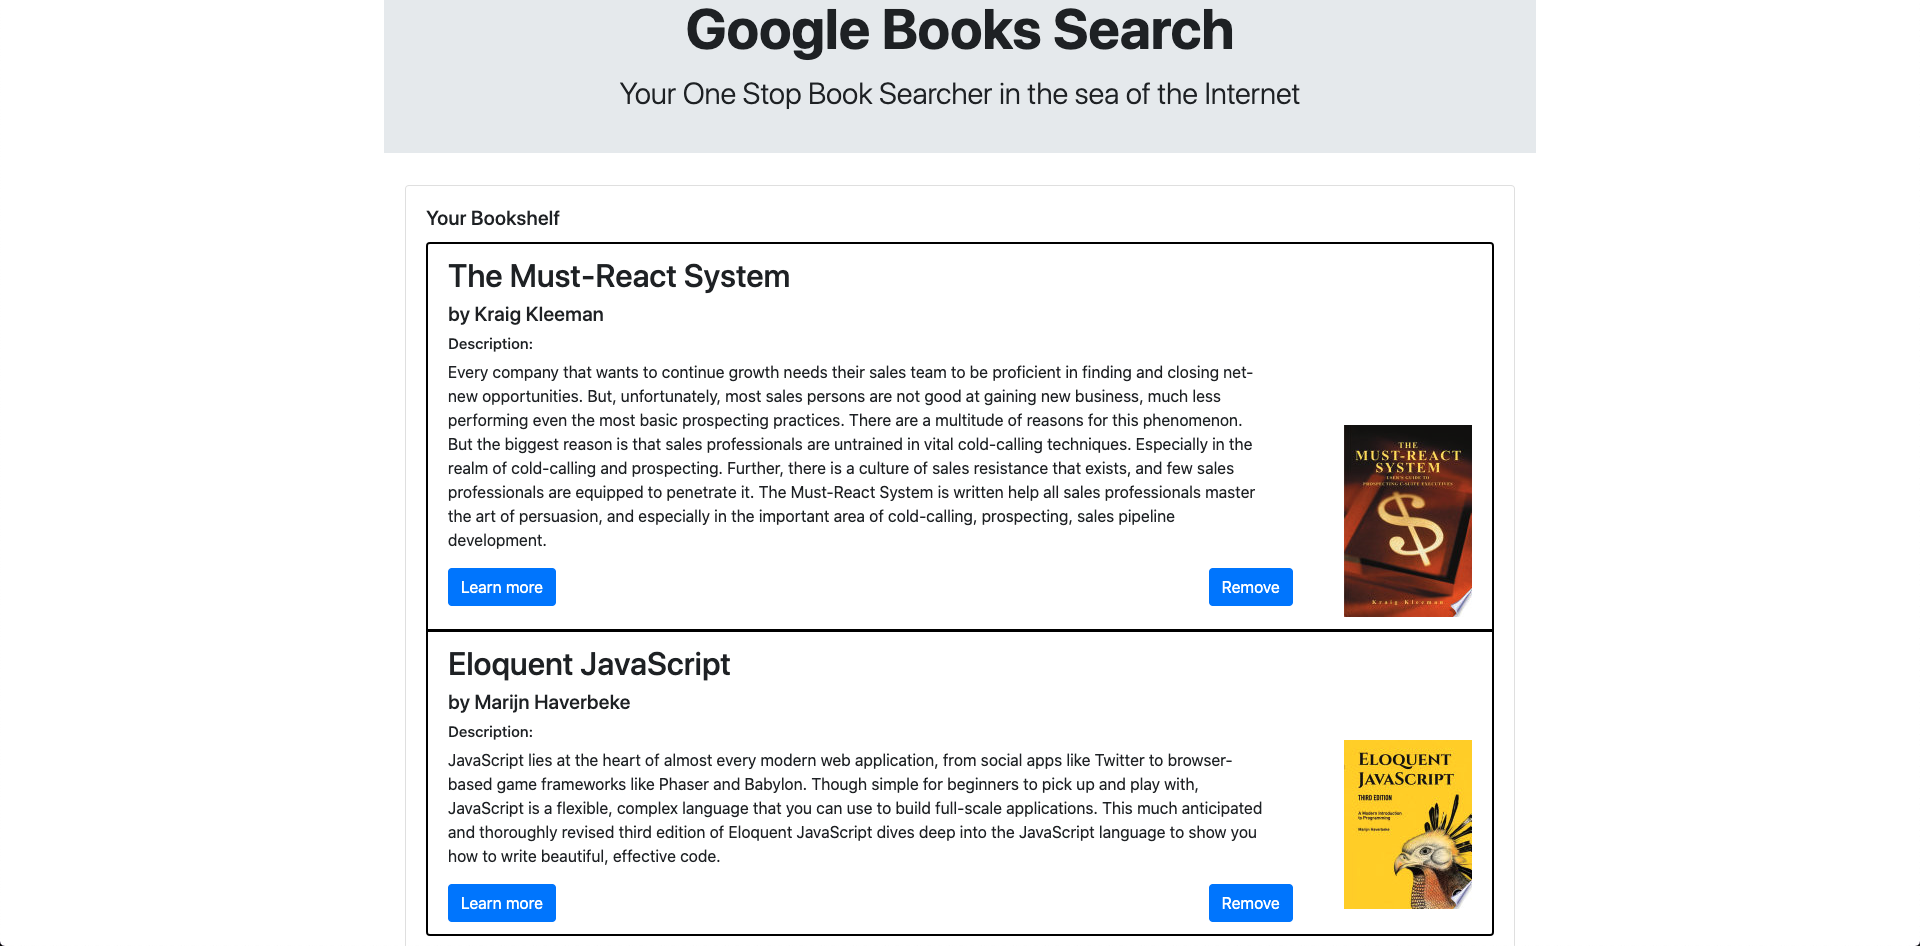 Google Books Search
Your One Stop Book Searcher in the sea of the Internet
Your Bookshelf
The Must-React System
by Kraig Kleeman
Description:
Every company that wants to continue growth needs their sales team to be proficient in finding and closing net-
new opportunities. But, unfortunately, most sales persons are not good at gaining new business, much less
performing even the most basic prospecting practices. There are a multitude of reasons for this phenomenon.
But the biggest reason is that sales professionals are untrained in vital cold-calling techniques. Especially in the
realm of cold-calling and prospecting. Further, there is a culture of sales resistance that exists, and few sales
professionals are equipped to penetrate it. The Must-React System is written help all sales professionals master
the art of persuasion, and especially in the important area of cold-calling, prospecting, sales pipeline
development.
Learn more
Remove
THE
MUST-REACT
SYSTEM
USER'S GUIDE TO
PROSPECTING C-SUITE EXECUTIVES
$
Kraig Kleeman
Eloquent JavaScript
by Marijn Haverbeke
Description:
JavaScript lies at the heart of almost every modern web application, from social apps like Twitter to browser-
based game frameworks like Phaser and Babylon. Though simple for beginners to pick up and play with,
JavaScript is a flexible, complex language that you can use to build full-scale applications. This much anticipated
and thoroughly revised third edition of Eloquent JavaScript dives deep into the JavaScript language to show you
how to write beautiful, effective code.
Learn more
Remove
ELOQUENT
JAVASCRIPT
THIRD EDITION
A Modern Introduction
to Programming
Marijn Haverbeke